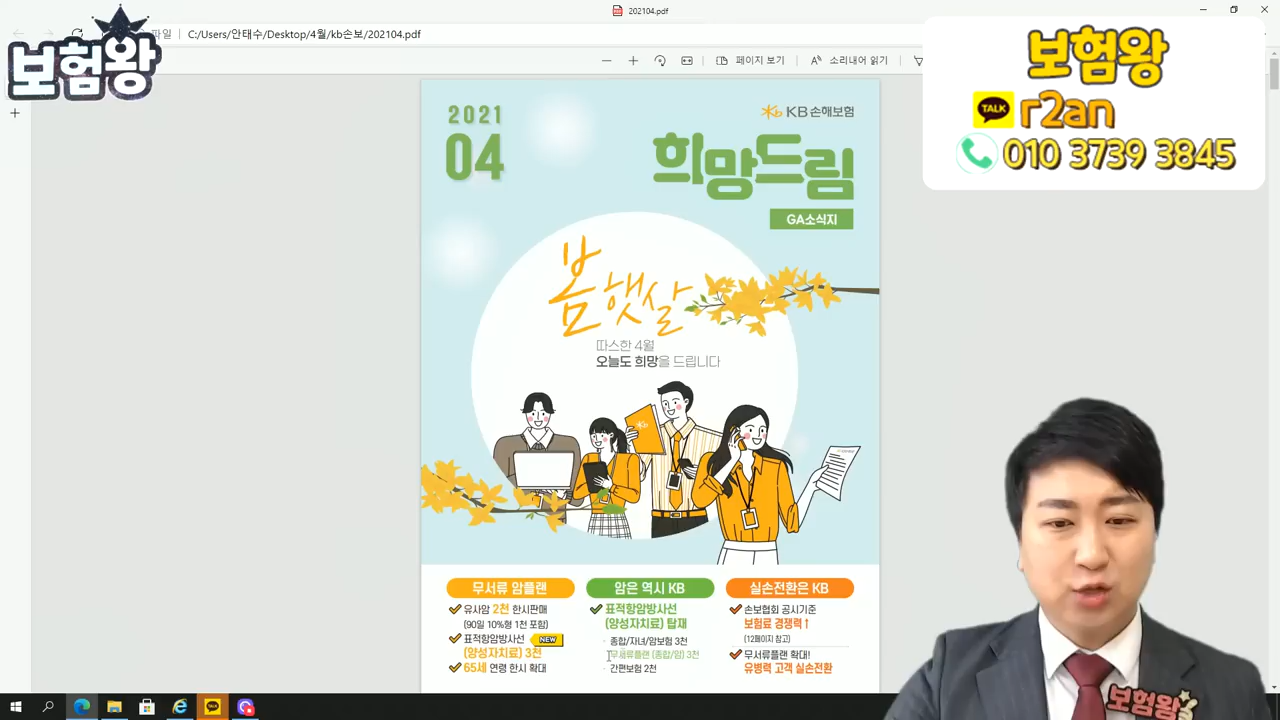 202104.pdf
파일
C:/Users/안태수/Desktop/4월/kb손보/202104.pdf
페이지 보기
소리내어 읽기
보험왕
보험왕
TALK
r2an
010 3739 3845
2021
04
KB손해보험
희망드림
GA소식지
봄햇살
따스한 4월
오늘도 희망을 드립니다
무서류 암플랜
유사암 2천 한시판매
(90일 10%형 1천 포함)
표적항암방사선 NEW
(양성자치료) 3천
65세 연령 한시 확대
암은 역시 KB
표적항암방사선
(양성자치료) 탑재
· 종합/자녀/암보험 3천
· 무서류플랜 (종합/암) 3천
· 간편보험 2천
실손전환은 KB
손보협회 공시기준
보험료 경쟁력↑
(12페이지 참고)
무서류플랜 확대!
유병력 고객 실손전환
보험왕